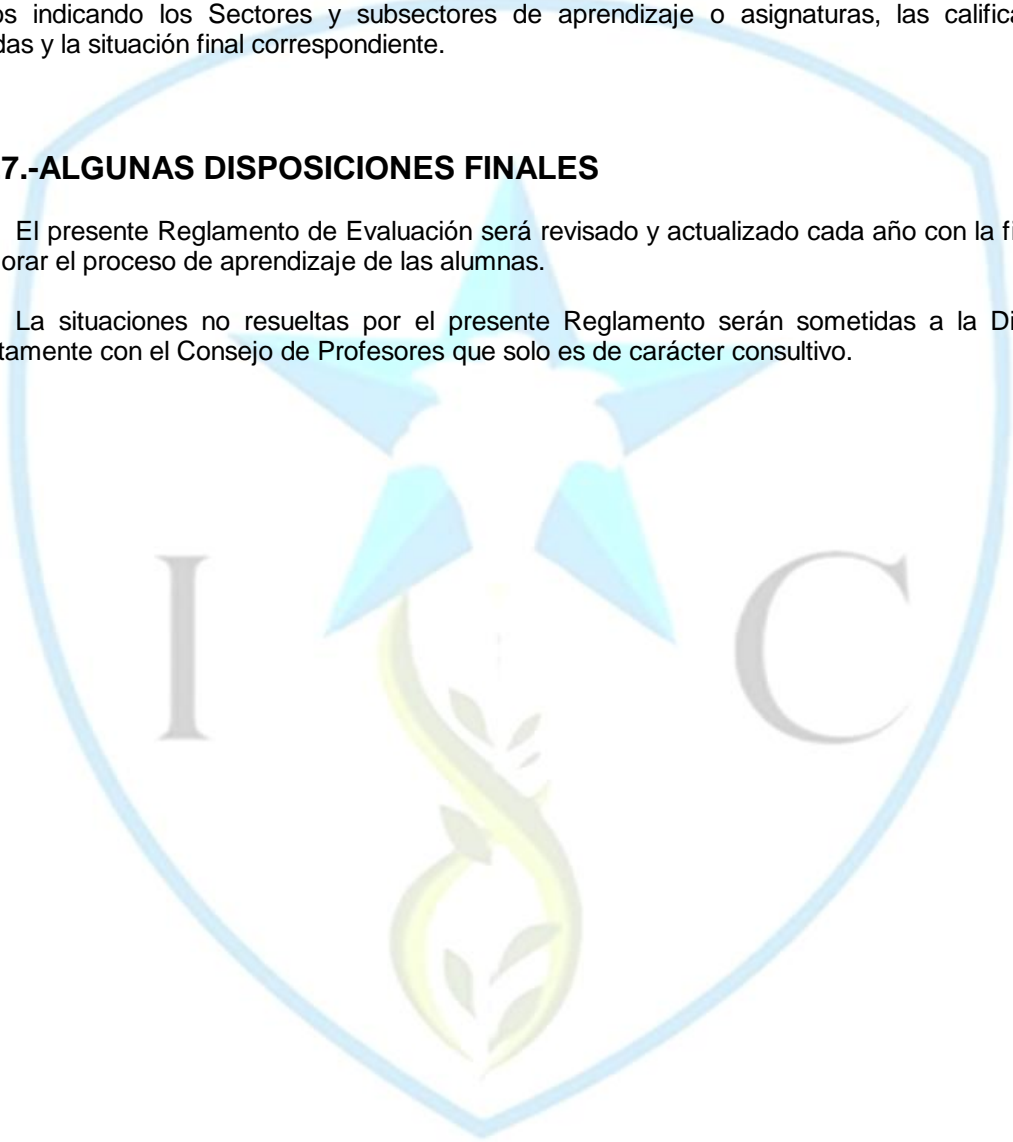 os indicando los Sectores y subsectores de aprendizaje o asignaturas, las califica
das y la situación final correspondiente.
7.-ALGUNAS DISPOSICIONES FINALES
El presente Reglamento de Evaluación será revisado y actualizado cada año con la fi
orar el proceso de aprendizaje de las alumnas.
La situaciones no resueltas por el presente Reglamento serán sometidas a la Di
tamente con el Consejo de Profesores que solo es de carácter consultivo.
I C